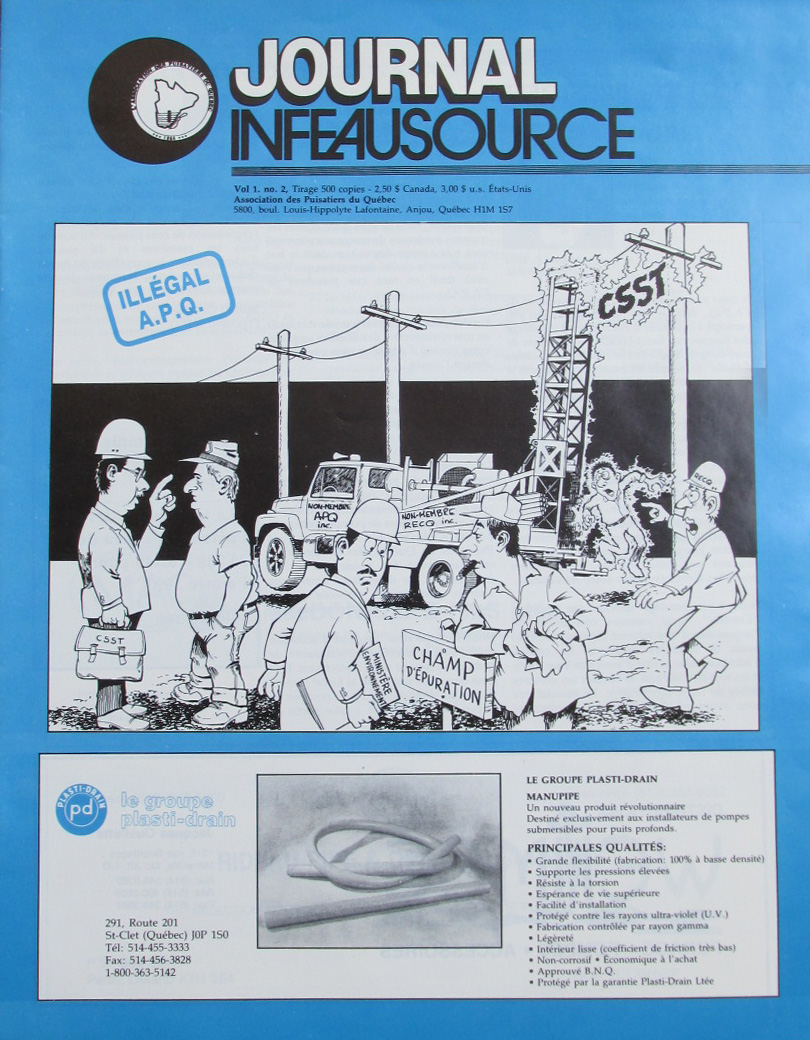 L'ASSOCIATION DES PUISATIERS DU QUÉBEC
JOURNAL
INFEAUSOURCE
Vol 1. no. 2, Tirage 500 copies - 2,50 $ Canada, 3,00 $ u.s. États-Unis
Association des Puisatiers du Québec
5800, boul. Louis-Hippolyte Lafontaine, Anjou, Québec H1M 1S7
ILLÉGAL
A.P.Q.
CSST
RECQ
NON-MEMBRE
APQ
inc.
NON-MEMBRE
RECQ inc.
CSST
MINISTÈRE
ENVIRONNEMENT
CHAMP
D'ÉPURATION
PLASTI-DRAIN
pd
le groupe
plasti-drain
291, Route 201
St-Clet (Québec) J0P 1S0
Tél: 514-455-3333
Fax: 514-456-3828
1-800-363-5142
LE GROUPE PLASTI-DRAIN
MANUPIPE
Un nouveau produit révolutionnaire
Destiné exclusivement aux installateurs de pompes
submersibles pour puits profonds.
PRINCIPALES QUALITÉS:
• Grande flexibilité (fabrication: 100% à basse densité)
• Supporte les pressions élevées
• Résiste à la torsion
• Espérance de vie supérieure
• Facilité d'installation
• Protégé contre les rayons ultra-violet (U.V.)
• Fabrication contrôlée par rayon gamma
• Légèreté
• Intérieur lisse (coefficient de friction très bas)
• Non-corrosif • Économique à l'achat
• Approuvé B.N.Q.
• Protégé par la garantie Plasti-Drain Ltée